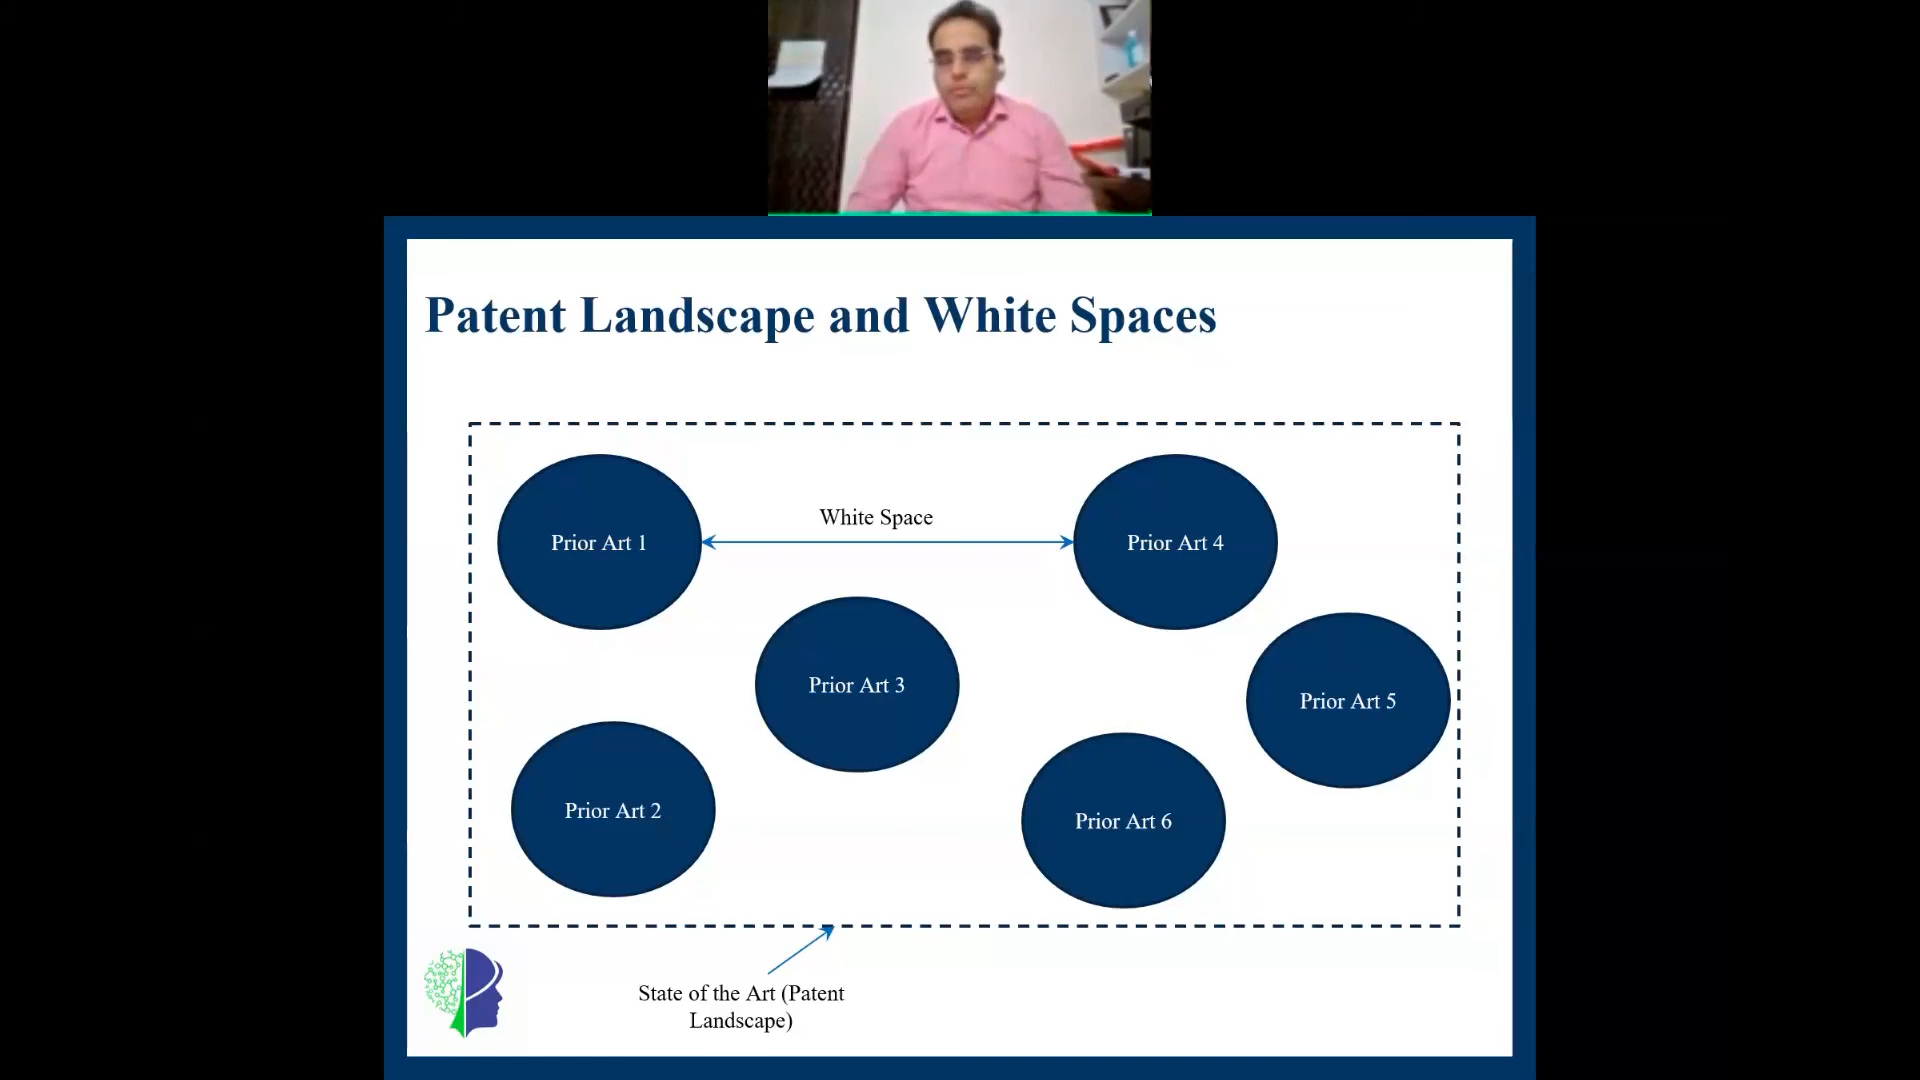 Patent Landscape and White Spaces
White Space
Prior Art 1
Prior Art 4
Prior Art 3
Prior Art 5
Prior Art 2
Prior Art 6
State of the Art (Patent
Landscape)